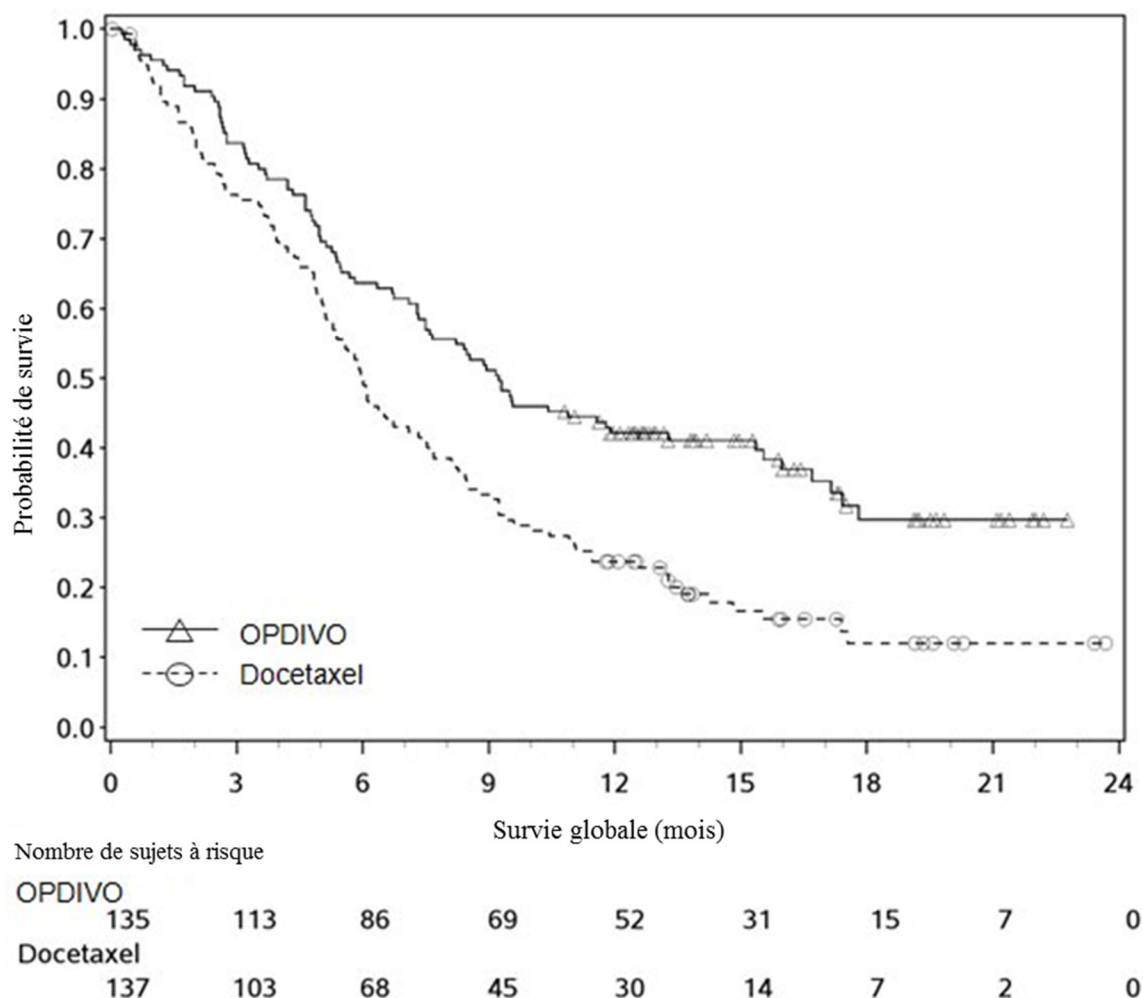 1.0
0.9
0.8
0.7
0.6
0.5
0.4
0.3
0.2
0.1
0.0
Probabilité de survie
OPDIVO
Docetaxel
0 3 6 9 12 15 18 21 24
Survie globale (mois)
Nombre de sujets à risque
OPDIVO
135 113 86 69 52 31 15 7 0
Docetaxel
137 103 68 45 30 14 7 2 0